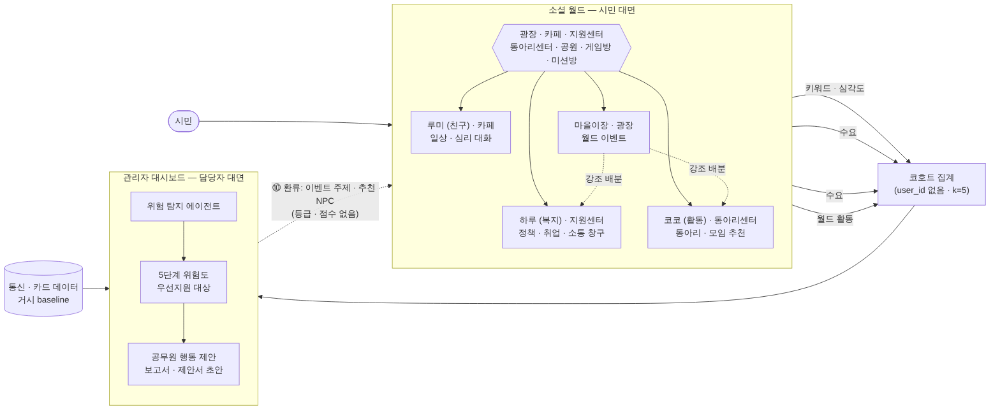 소셜 월드 — 시민 대면
광장 · 카페 · 지원센터
동아리센터 · 공원 · 게임방
· 미션방
키워드 · 심각도
시민
루미 (친구) · 카페
일상 · 심리 대화
마을이장 · 광장
월드 이벤트
수요
강조 배분
강조 배분
관리자 대시보드 — 담당자 대면
⑩ 환류: 이벤트 주제 · 추천
NPC
(등급 · 점수 없음)
코호트 집계
(user_id 없음 · k=5)
수요
월드 활동
위험 탐지 에이전트
하루 (복지) · 지원센터
정책 · 취업 · 소통 창구
코코 (활동) · 동아리센터
동아리 · 모임 추천
통신 · 카드 데이터
거시 baseline
5단계 위험도
우선지원 대상
공무원 행동 제안
보고서 · 제안서 초안